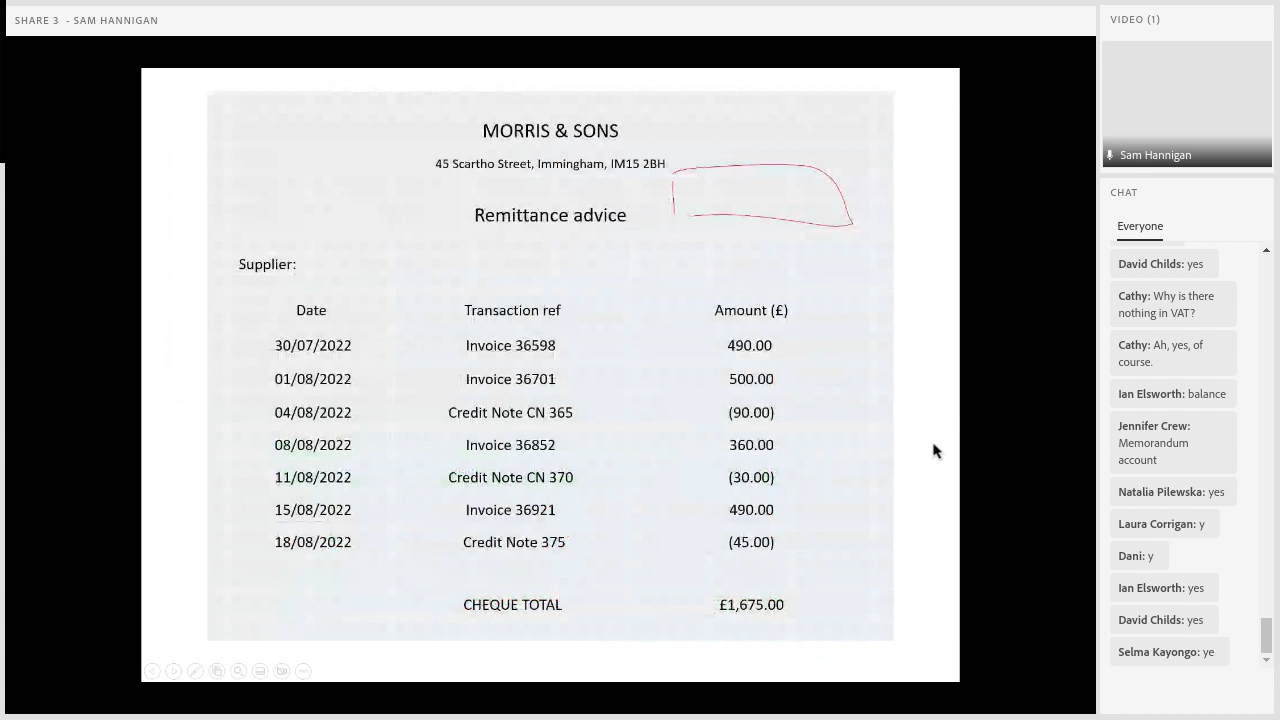 SHARE 3 - SAM HANNIGAN
MORRIS & SONS
45 Scartho Street, Immingham, IM15 2BH
Remittance advice
Supplier:
Date Transaction ref Amount (£)
30/07/2022 Invoice 36598 490.00
01/08/2022 Invoice 36701 500.00
04/08/2022 Credit Note CN 365 (90.00)
08/08/2022 Invoice 36852 360.00
11/08/2022 Credit Note CN 370 (30.00)
15/08/2022 Invoice 36921 490.00
18/08/2022 Credit Note 375 (45.00)
CHEQUE TOTAL £1,675.00
VIDEO (1)
Sam Hannigan
CHAT
Everyone
David Childs: yes
Cathy: Why is there
nothing in VAT?
Cathy: Ah, yes, of
course.
Ian Elsworth: balance
Jennifer Crew:
Memorandum
account
Natalia Pilewska: yes
Laura Corrigan: y
Dani: y
Ian Elsworth: yes
David Childs: yes
Selma Kayongo: ye